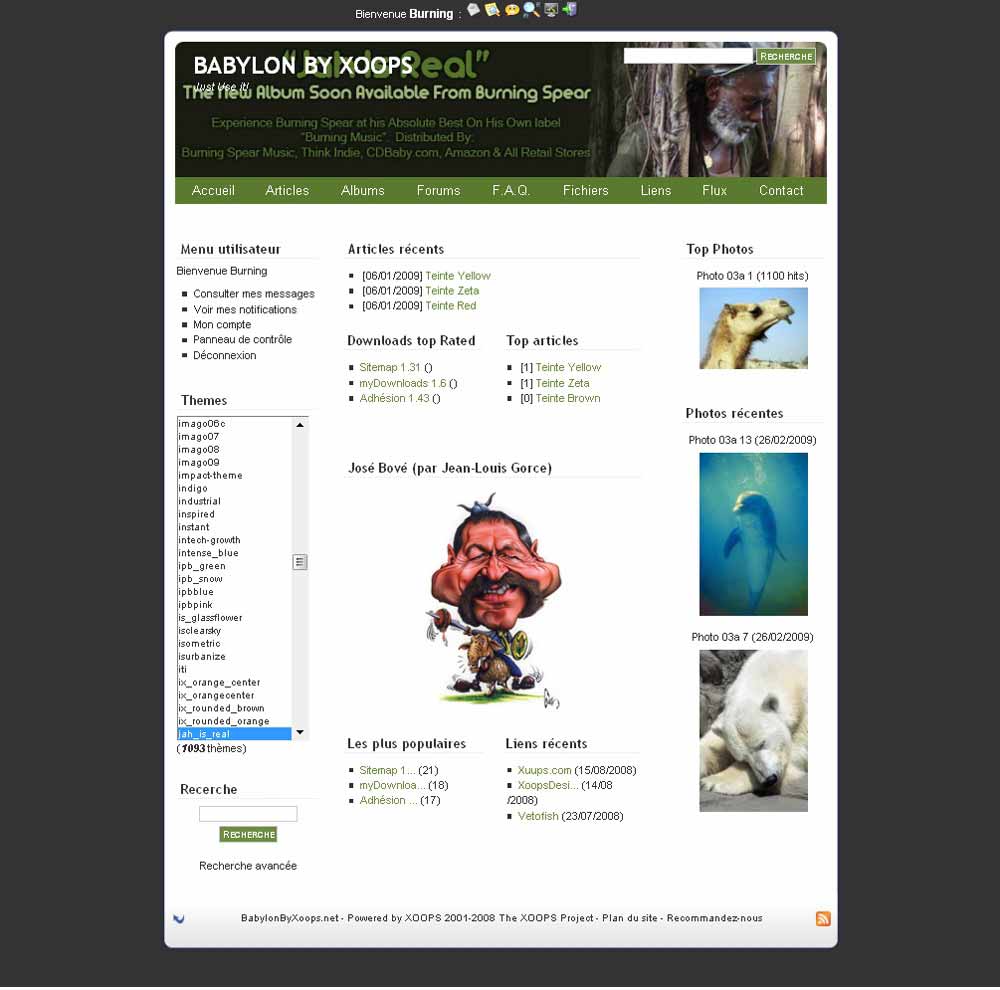 Bienvenue Burning :
BABYLON BY XOOPS
"Jah Is Real"
Just Use it!
RECHERCHE
The New Album Soon Available From Burning Spear
Experience Burning Spear at his Absolute Best On His Own label
"Burning Music". Distributed By:
Burning Spear Music, Think Indie, CDBaby.com, Amazon & All Retail Stores
Accueil Articles Albums Forums F.A.Q. Fichiers Liens Flux Contact
Menu utilisateur
Bienvenue Burning
Consulter mes messages
Voir mes notifications
Mon compte
Panneau de contrôle
Déconnexion
Themes
imago06c
imago07
imago08
imago09
impact-theme
indigo
industrial
inspired
instant
intech-growth
intense_blue
ipb_green
ipb_snow
ipbblue
ipbpink
is_glassflower
isclearsky
isometric
isurbanize
iti
ix_orange_center
ix_orangecenter
ix_rounded_brown
ix_rounded_orange
jah_is_real
(1093 thèmes)
Recerche
RECHERCHE
Recherche avancée
Articles récents
[06/01/2009] Teinte Yellow
[06/01/2009] Teinte Zeta
[06/01/2009] Teinte Red
Downloads top Rated
Sitemap 1.31 ()
myDownloads 1.6 ()
Adhésion 1.43 ()
Top articles
[1] Teinte Yellow
[1] Teinte Zeta
[0] Teinte Brown
José Bové (par Jean-Louis Gorce)
Les plus populaires
Sitemap 1... (21)
myDownloa... (18)
Adhésion ... (17)
Liens récents
Xuups.com (15/08/2008)
XoopsDesi... (14/08
/2008)
Vetofish (23/07/2008)
Top Photos
Photo 03a 1 (1100 hits)
Photos récentes
Photo 03a 13 (26/02/2009)
Photo 03a 7 (26/02/2009)
BabylonByXoops.net - Powered by XOOPS 2001-2008 The XOOPS Project - Plan du site - Recommandez-nous